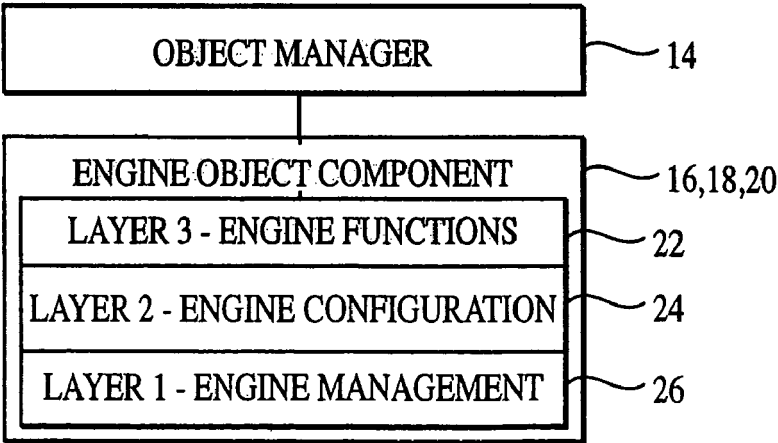 OBJECT MANAGER
14
ENGINE OBJECT COMPONENT
16,18,20
LAYER 3 - ENGINE FUNCTIONS
22
LAYER 2 - ENGINE CONFIGURATION
24
LAYER 1 - ENGINE MANAGEMENT
26